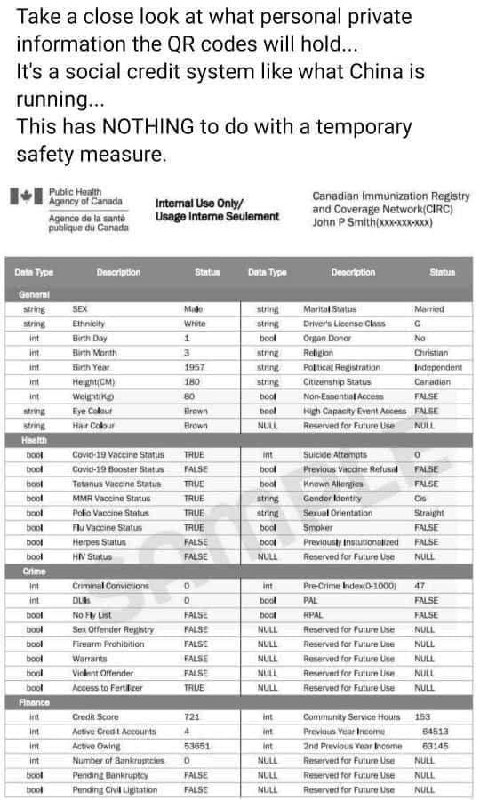 Take a close look at what personal private
information the QR codes will hold...
It's a social credit system like what China is
running...
This has NOTHING to do with a temporary
safety measure.
Public Health
Agency of Canada
Agence de la santé
publique du Canada
Internal Use Only/
Usage Interne Seulement
Canadian Immunization Registry
and Coverage Network(CIRC)
John P Smith(xxx-xxx-xxx)
Data Type Description Status Data Type Description Status
General
string SEX Male string Marital Status Married
string Ethnicity White string Driver's License Class G
int Birth Day 1 bool Organ Donor No
int Birth Month 3 string Religion Christian
int Birth Year 1957 string Political Registration Independent
int Height(CM) 180 string Citizenship Status Canadian
int Weight(Kg) 80 bool Non-Essential Access FALSE
string Eye Colour Brown bool High Capacity Event Access FALSE
string Hair Colour Brown NULL Reserved for Future Use NULL
Health
bool Covid-19 Vaccine Status TRUE int Suicide Attempts 0
bool Covid-19 Booster Status FALSE bool Previous Vaccine Refusal FALSE
bool Tetanus Vaccine Status TRUE bool Known Allergies FALSE
bool MMR Vaccine Status TRUE string Gender Identity Cis
bool Polio Vaccine Status TRUE string Sexual Orientation Straight
bool Flu Vaccine Status TRUE bool Smoker FALSE
bool Herpes Status FALSE bool Previously Instutionalized FALSE
bool HIV Status FALSE NULL Reserved for Future Use NULL
Crime
int Criminal Convictions 0 int Pre-Crime Index(0-1000) 47
int DUIs 0 bool PAL FALSE
bool No Fly List FALSE bool RPAL FALSE
bool Sex Offender Registry FALSE NULL Reserved for Future Use NULL
bool Firearm Prohibition FALSE NULL Reserved for Future Use NULL
bool Warrants FALSE NULL Reserved for Future Use NULL
bool Violent Offender FALSE NULL Reserved for Future Use NULL
bool Access to Fertilizer TRUE NULL Reserved for Future Use NULL
Finance
int Credit Score 721 int Community Service Hours 153
int Active Credit Accounts 4 int Previous Year Income 64513
int Active Owing 53651 int 2nd Previous Year Income 63145
int Number of Bankruptcies 0 NULL Reserved for Future Use NULL
bool Pending Bankruptcy FALSE NULL Reserved for Future Use NULL
bool Pending Civil Ligitation FALSE NULL Reserved for Future Use NULL
SAMPLE